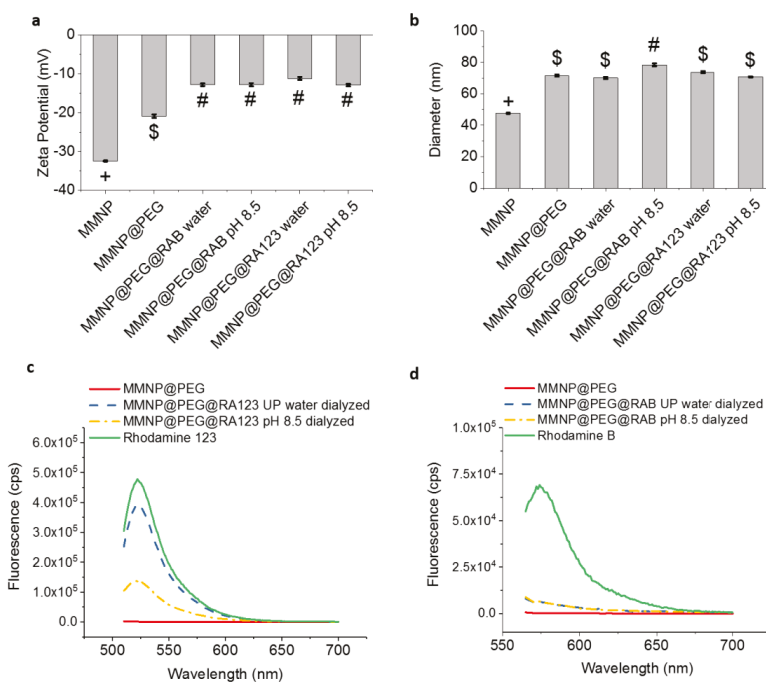 a
0
-10
-20
-30
-40
Zeta Potential (mV)
+
$
#
#
#
#
MMNP
MMNP@PEG
MMNP@PEG@RAB water
MMNP@PEG@RAB pH 8.5
MMNP@PEG@RA123 water
MMNP@PEG@RA123 pH 8.5
b
100
80
60
40
20
0
Diameter (nm)
+
$
$
#
$
$
MMNP
MMNP@PEG
MMNP@PEG@RAB water
MMNP@PEG@RAB pH 8.5
MMNP@PEG@RA123 water
MMNP@PEG@RA123 pH 8.5
c
MMNP@PEG
MMNP@PEG@RA123 UP water dialyzed
MMNP@PEG@RA123 pH 8.5 dialyzed
Rhodamine 123
6.0x10⁵
5.0x10⁵
4.0x10⁵
3.0x10⁵
2.0x10⁵
1.0x10⁵
0.0
Fluorescence (cps)
500 550 600 650 700
Wavelength (nm)
d
MMNP@PEG
MMNP@PEG@RAB UP water dialyzed
MMNP@PEG@RAB pH 8.5 dialyzed
Rhodamine B
1.0x10⁵
7.5x10⁴
5.0x10⁴
2.5x10⁴
0.0
Fluorescence (cps)
550 600 650 700
Wavelength (nm)